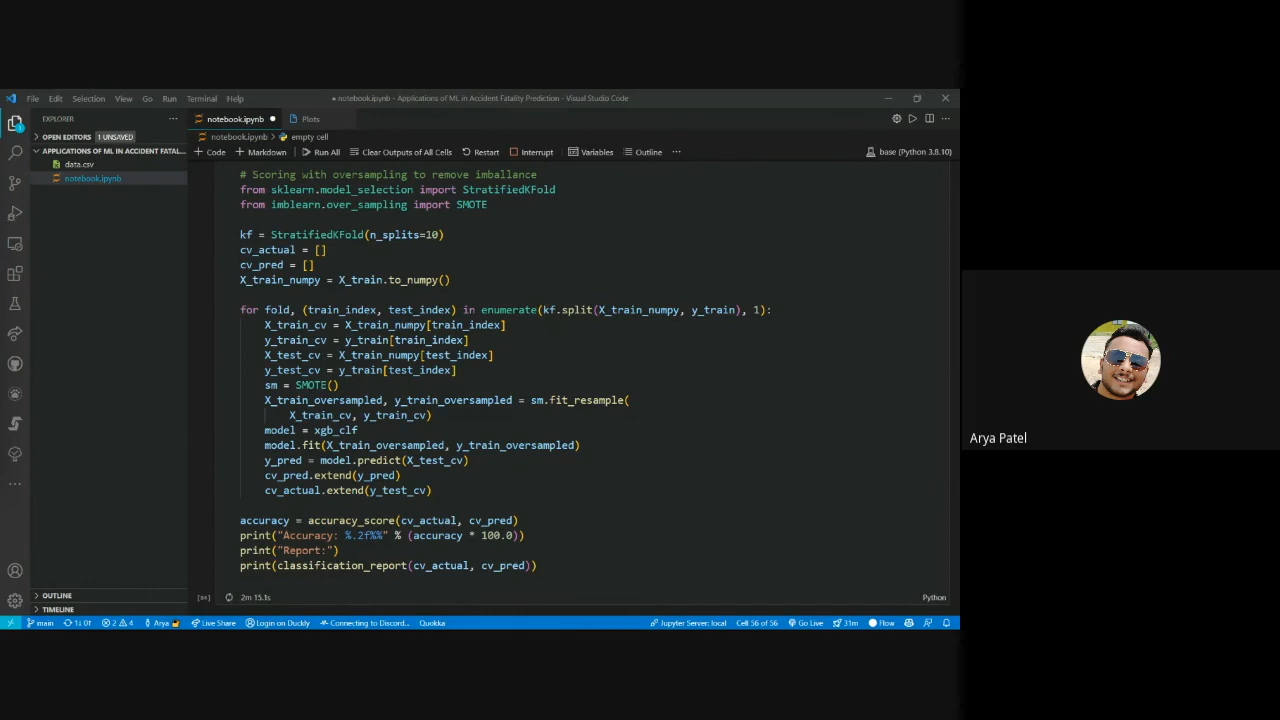 File Edit Selection View Go Run Terminal Help
● notebook.ipynb - Applications of ML in Accident Fatality Prediction - Visual Studio Code
EXPLORER ...
OPEN EDITORS 1 UNSAVED
APPLICATIONS OF ML IN ACCIDENT FATAL...
data.csv
notebook.ipynb
OUTLINE
TIMELINE
notebook.ipynb ● Plots
notebook.ipynb > empty cell
+ Code + Markdown Run All Clear Outputs of All Cells Restart Interrupt Variables Outline ... base (Python 3.8.10)
# Scoring with oversampling to remove imballance
from sklearn.model_selection import StratifiedKFold
from imblearn.over_sampling import SMOTE
kf = StratifiedKFold(n_splits=10)
cv_actual = []
cv_pred = []
X_train_numpy = X_train.to_numpy()
for fold, (train_index, test_index) in enumerate(kf.split(X_train_numpy, y_train), 1):
X_train_cv = X_train_numpy[train_index]
y_train_cv = y_train[train_index]
X_test_cv = X_train_numpy[test_index]
y_test_cv = y_train[test_index]
sm = SMOTE()
X_train_oversampled, y_train_oversampled = sm.fit_resample(
X_train_cv, y_train_cv)
model = xgb_clf
model.fit(X_train_oversampled, y_train_oversampled)
y_pred = model.predict(X_test_cv)
cv_pred.extend(y_pred)
cv_actual.extend(y_test_cv)
accuracy = accuracy_score(cv_actual, cv_pred)
print("Accuracy: %.2f%%" % (accuracy * 100.0))
print("Report:")
print(classification_report(cv_actual, cv_pred))
2m 15.1s Python
main 1↓ 0↑ 2 4 Arya Live Share Login on Duckly Connecting to Discord... Quokka Jupyter Server: local Cell 56 of 56 Go Live 31m Flow
Arya Patel